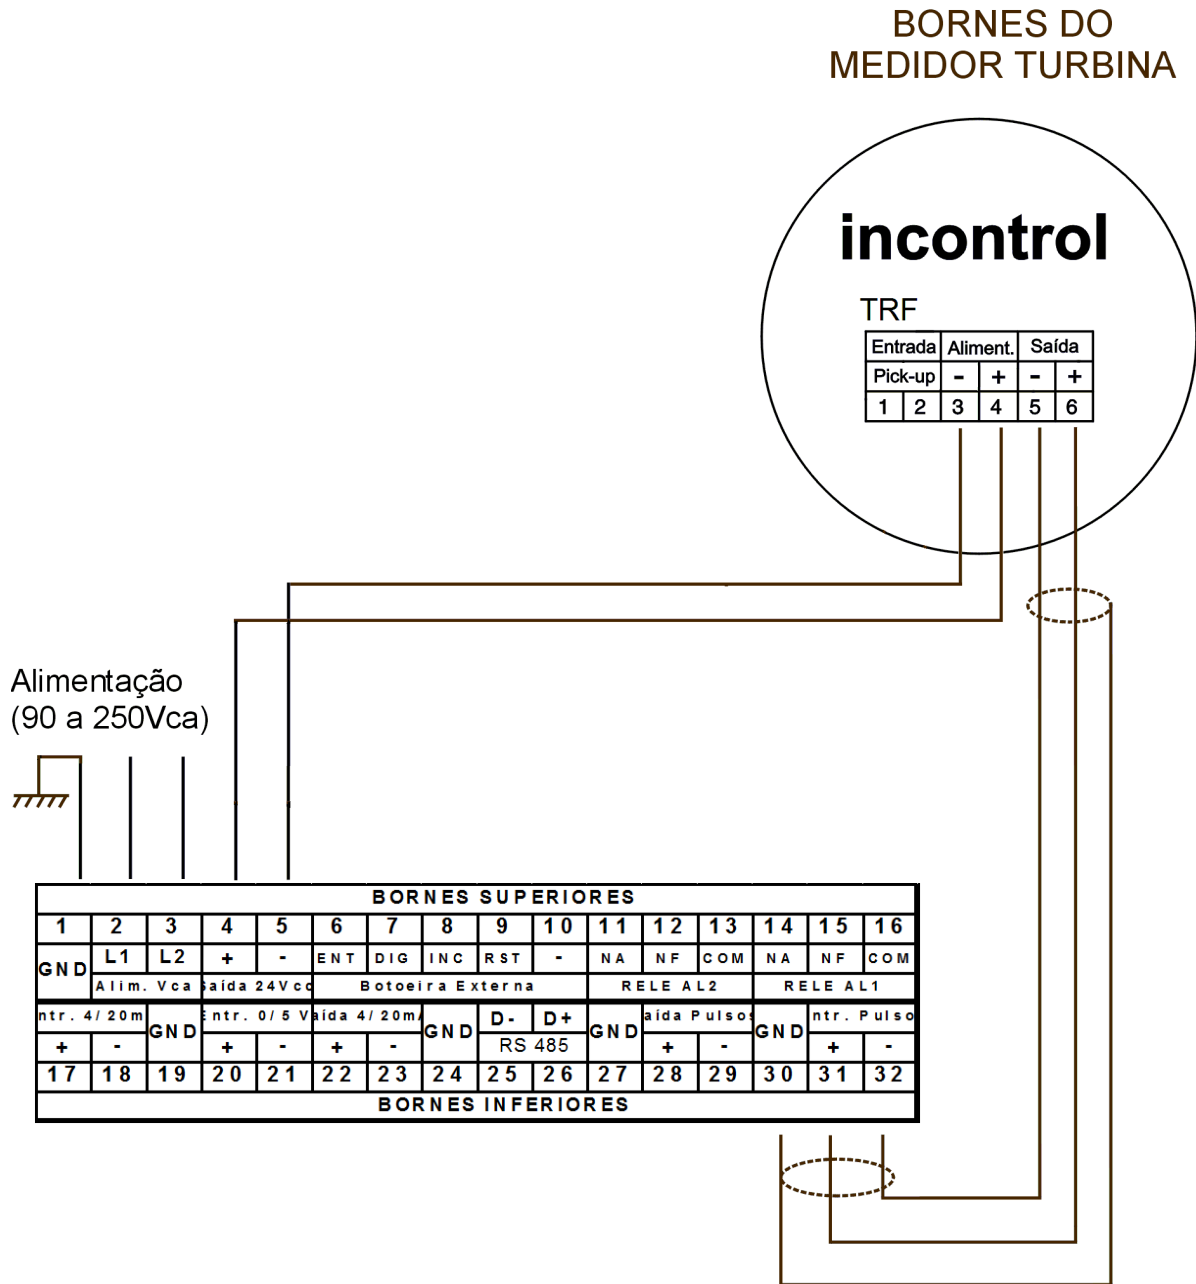 BORNES DO
MEDIDOR TURBINA
incontrol
TRF
Entrada Aliment. Saída
Pick-up - + - +
1 2 3 4 5 6
Alimentação
(90 a 250Vca)
BORNES SUPERIORES
1 2 3 4 5 6 7 8 9 10 11 12 13 14 15 16
GND L1 L2 + - ENT DIG INC RST - NA NF COM NA NF COM
Alim. Vca saída 24Vcc Botoeira Externa RELE AL2 RELE AL1
ntr. 4/20m GND Entr. 0/5 V aída 4/20mA GND D- D+ GND aída Pulsos GND ntr. Pulso
+ - + - + - RS 485 + - + -
17 18 19 20 21 22 23 24 25 26 27 28 29 30 31 32
BORNES INFERIORES